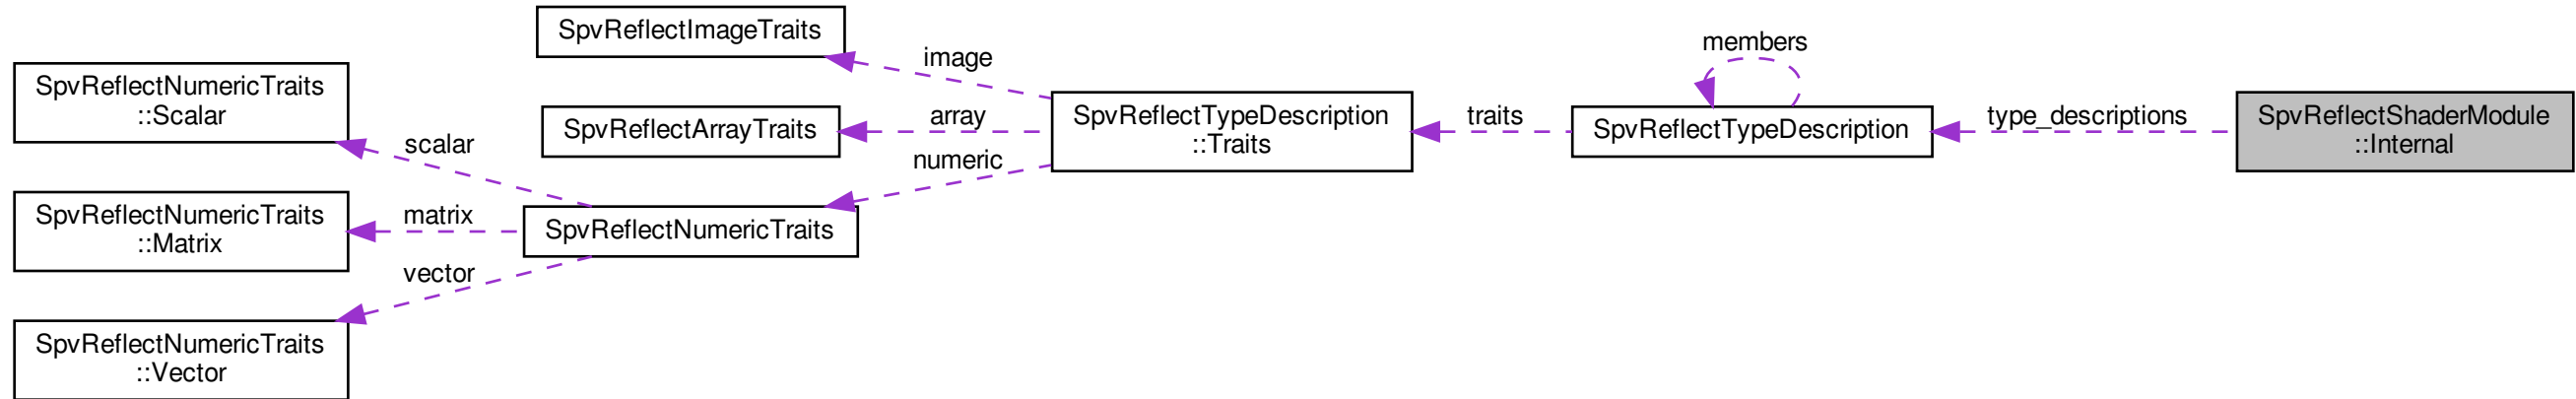 SpvReflectImageTraits
image
members
SpvReflectNumericTraits
::Scalar
scalar
SpvReflectArrayTraits
array
SpvReflectTypeDescription
::Traits
traits
SpvReflectTypeDescription
type_descriptions
SpvReflectShaderModule
::Internal
numeric
SpvReflectNumericTraits
::Matrix
matrix
SpvReflectNumericTraits
vector
SpvReflectNumericTraits
::Vector